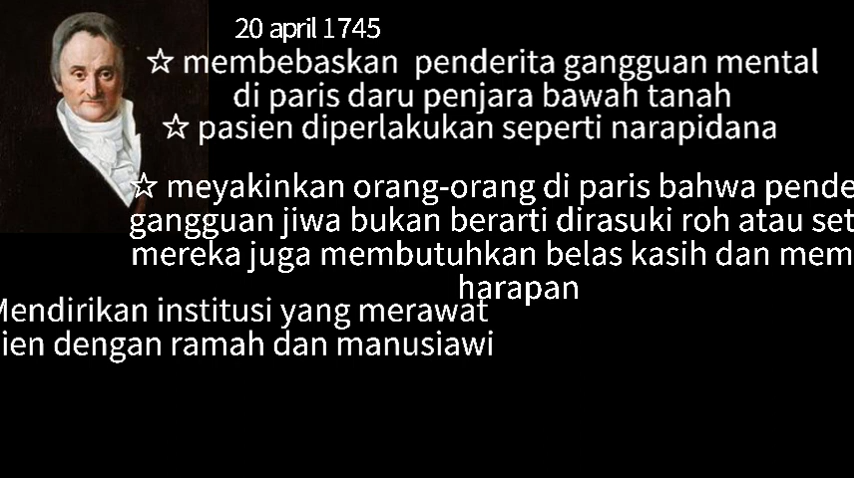 20 april 1745
☆ membebaskan penderita gangguan mental
di paris daru penjara bawah tanah
☆ pasien diperlakukan seperti narapidana
☆ meyakinkan orang-orang di paris bahwa pende
gangguan jiwa bukan berarti dirasuki roh atau set
mereka juga membutuhkan belas kasih dan mem
harapan
Mendirikan institusi yang merawat
ien dengan ramah dan manusiawi